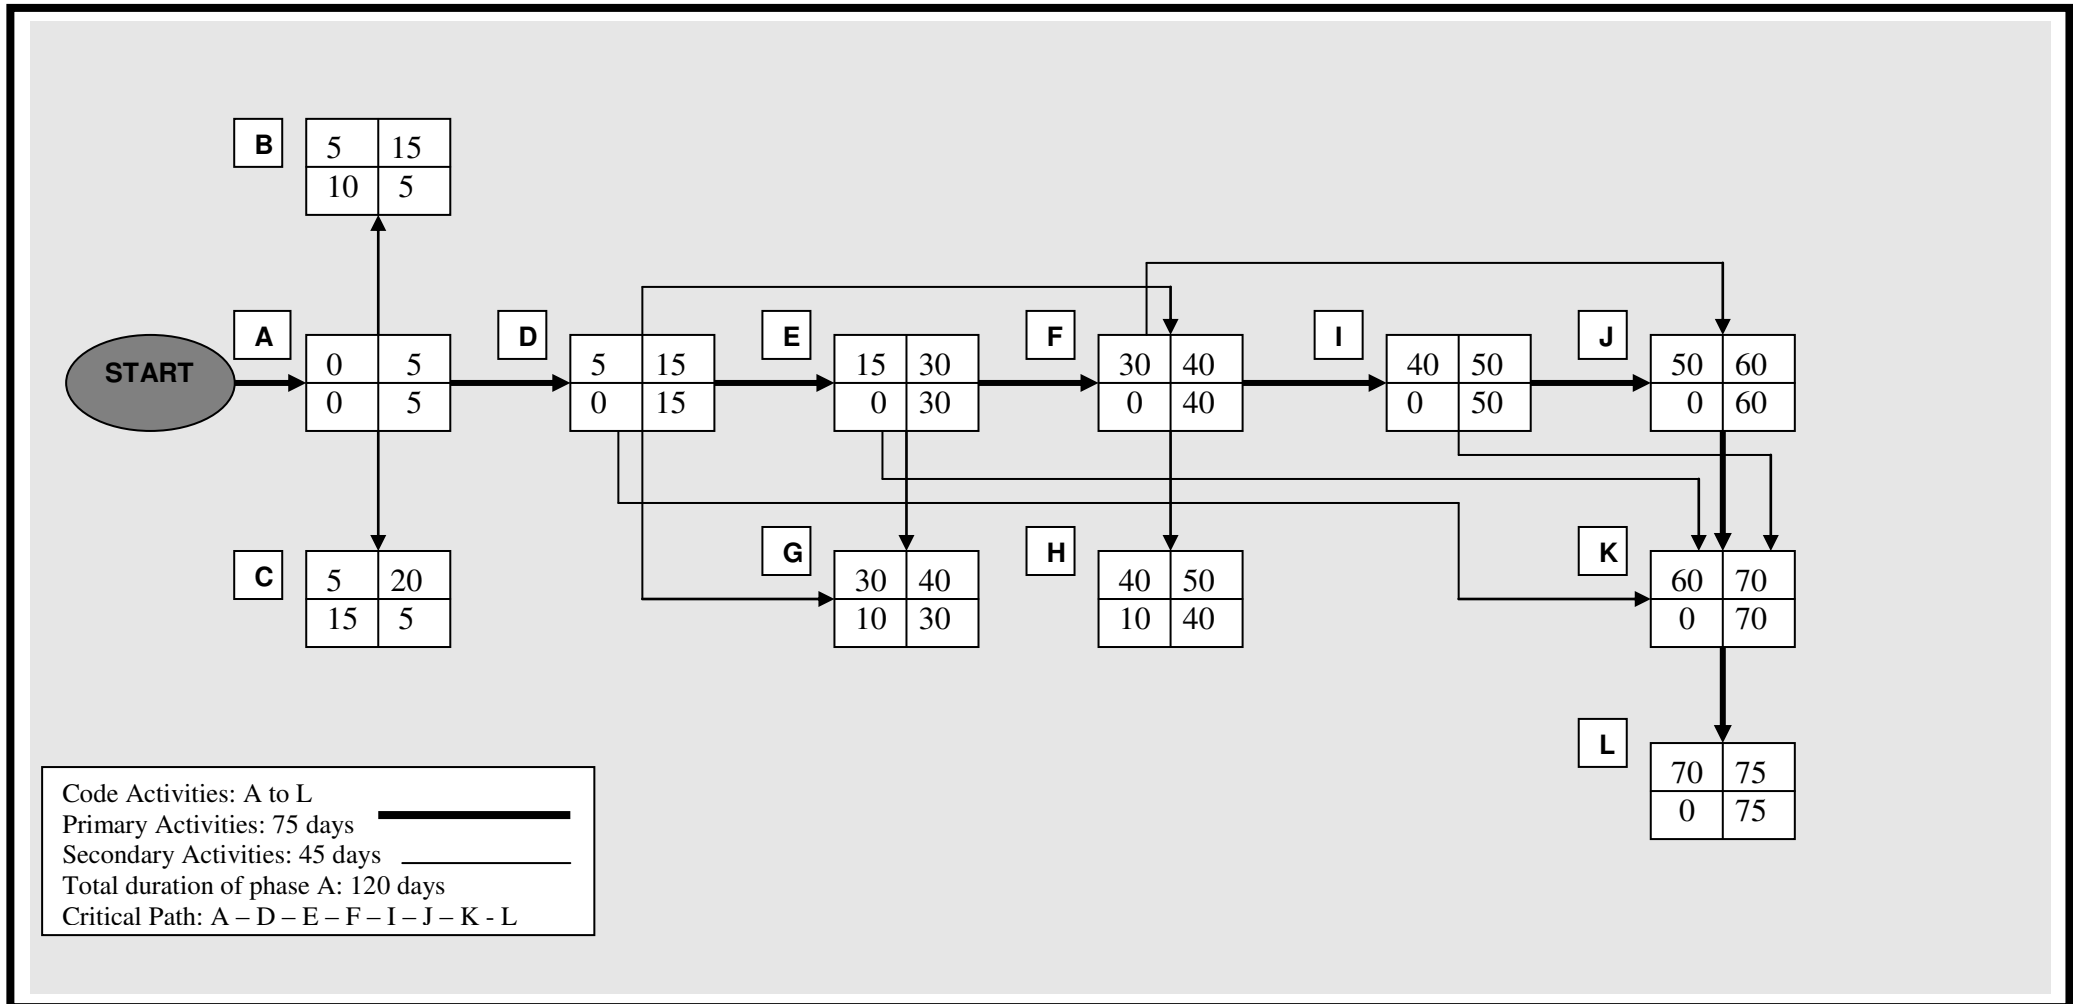 B
5 15
10 5
START
A
0 5
0 5
D
5 15
0 15
E
15 30
0 30
F
30 40
0 40
I
40 50
0 50
J
50 60
0 60
C
5 20
15 5
G
30 40
10 30
H
40 50
10 40
K
60 70
0 70
L
70 75
0 75
Code Activities: A to L
Primary Activities: 75 days
Secondary Activities: 45 days
Total duration of phase A: 120 days
Critical Path: A – D – E – F – I – J – K - L